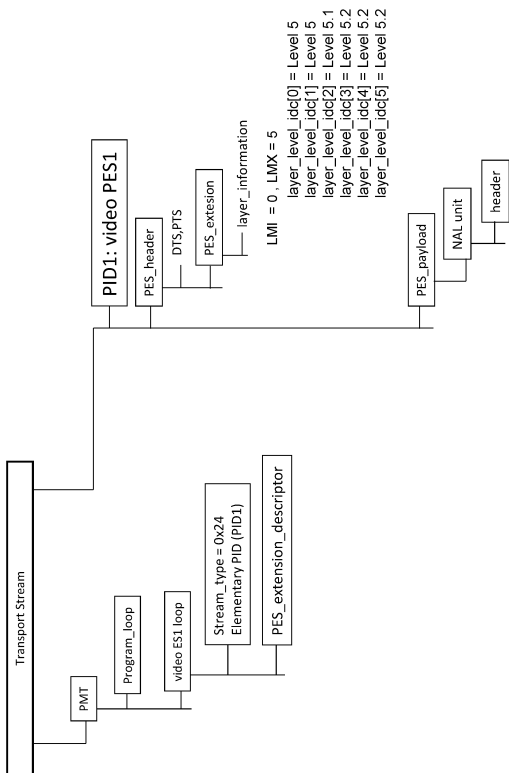 Transport Stream
PMT
Program_loop
video ES1 loop
Stream_type = 0x24
Elementary PID (PID1)
PES_extension_descriptor
PID1: video PES1
PES_header
DTS,PTS
PES_extesion
layer_information
LMI = 0 , LMX = 5
layer_level_idc[0] = Level 5
layer_level_idc[1] = Level 5
layer_level_idc[2] = Level 5.1
layer_level_idc[3] = Level 5.2
layer_level_idc[4] = Level 5.2
layer_level_idc[5] = Level 5.2
PES_payload
NAL unit
header